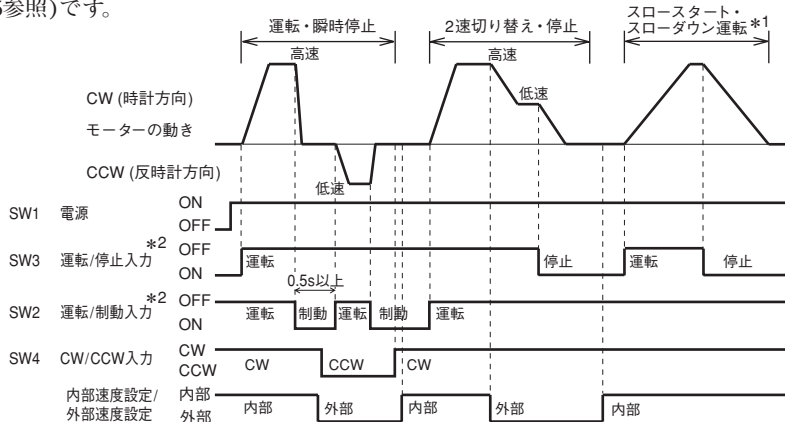 参照)です。
スロースタート・
運転・瞬時停止 2速切り替え・停止 スローダウン運転*1
高速 高速
CW (時計方向) 低速
モーターの動き
CCW (反時計方向)
低速
SW1 電源 ON
OFF
SW3 運転/停止入力*2 OFF
ON
運転 停止 運転 停止
0.5s以上
SW2 運転/制動入力*2 OFF
ON
運転 制動 運転 制動 運転
SW4 CW/CCW入力 CW
CCW
CW CCW CW
内部速度設定/ 内部
外部速度設定 外部
内部 外部 内部 外部 内部